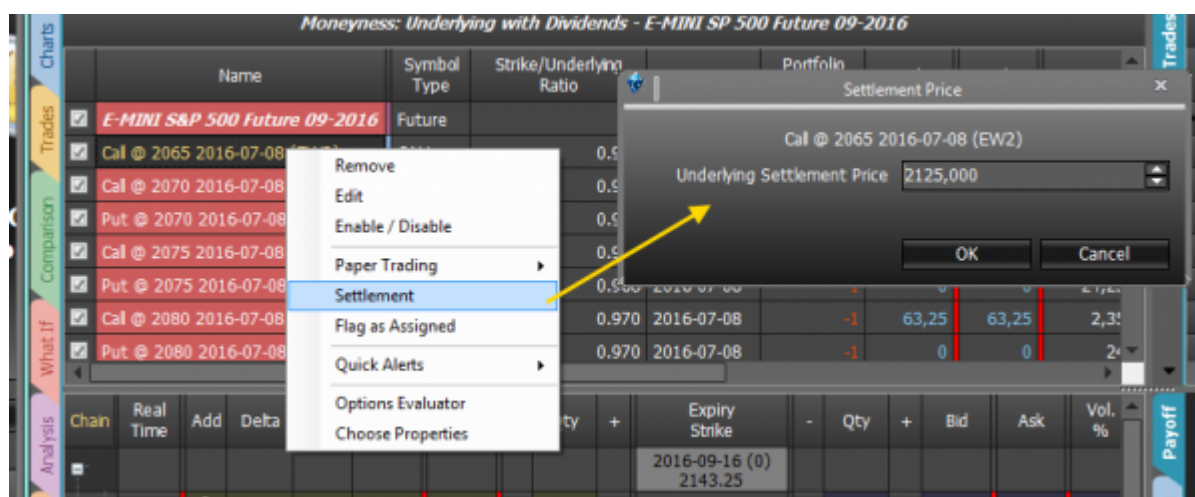 Moneyness: Underlying with Dividends - E-MINI SP 500 Future 09-2016
Charts
Trades
Comparison
What If
Analysis
Trades
Payoff
Name
Symbol Type
Strike/Underlying Ratio
Portfolio
E-MINI S&P 500 Future 09-2016 Future
Call @ 2065 2016-07-08 (EW2)
Call @ 2070 2016-07-08
Put @ 2070 2016-07-08
Call @ 2075 2016-07-08
Put @ 2075 2016-07-08
Call @ 2080 2016-07-08 0.970 2016-07-08 -1 63,25 63,25
Put @ 2080 2016-07-08 0.970 2016-07-08 -1 0 0
Remove
Edit
Enable / Disable
Paper Trading
Settlement
Flag as Assigned
Quick Alerts
Options Evaluator
Choose Properties
Settlement Price
Call @ 2065 2016-07-08 (EW2)
Underlying Settlement Price 2125,000
OK Cancel
Chain Real Time Add Delta + Expiry Strike - Qty + Bid Ask Vol. %
2016-09-16 (0)
2143.25